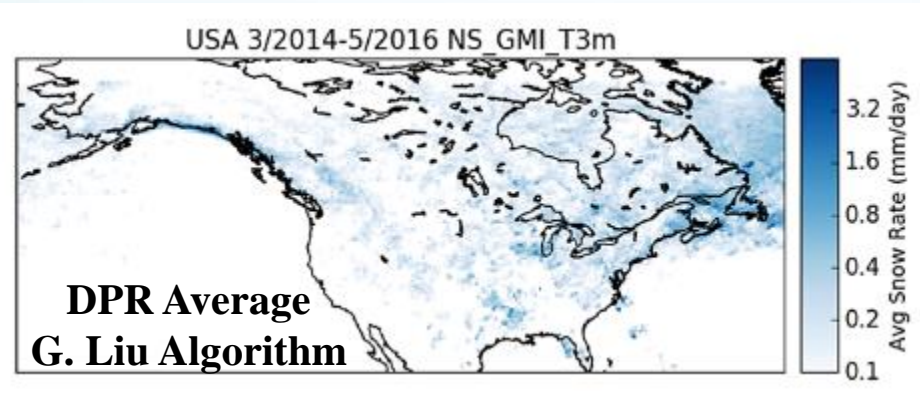 USA 3/2014-5/2016 NS_GMI_T3m
DPR Average
G. Liu Algorithm
3.2
1.6
0.8
0.4
0.2
0.1
Avg Snow Rate (mm/day)